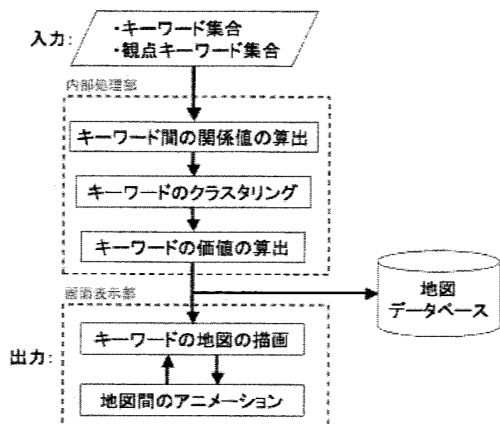 入力:
・キーワード集合
・観点キーワード集合
内部処理部
キーワード間の関係値の算出
キーワードのクラスタリング
キーワードの価値の算出
地図
データベース
画面表示部
出力:
キーワードの地図の描画
地図間のアニメーション